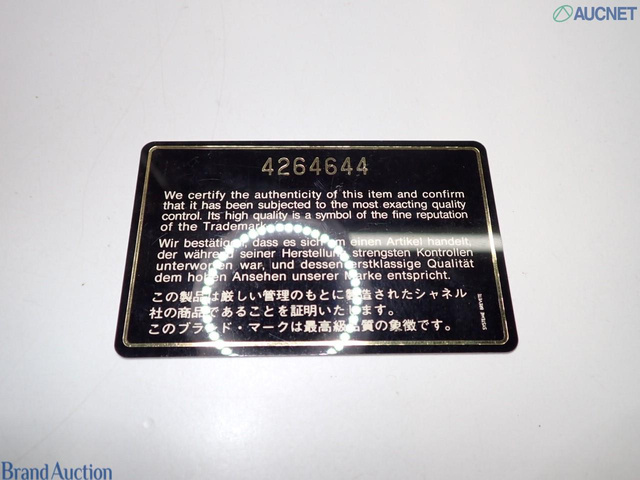 AUCNET
4264644
We certify the authenticity of this item and confirm
that it has been subjected to the most exacting quality
control. Its high quality is a symbol of the fine reputation
of the Trademark
Wir bestätigen, dass es sich um einen Artikel handelt,
der während seiner Herstellung strengsten Kontrollen
unterworfen war, und dessen erstklassige Qualität
dem hohen Ansehen unserer Marke entspricht.
この製品は厳しい管理のもとに製造されたシャネル
社の商品であることを証明いたします。
このブランド・マークは最高級品質の象徴です。
Brand Auction